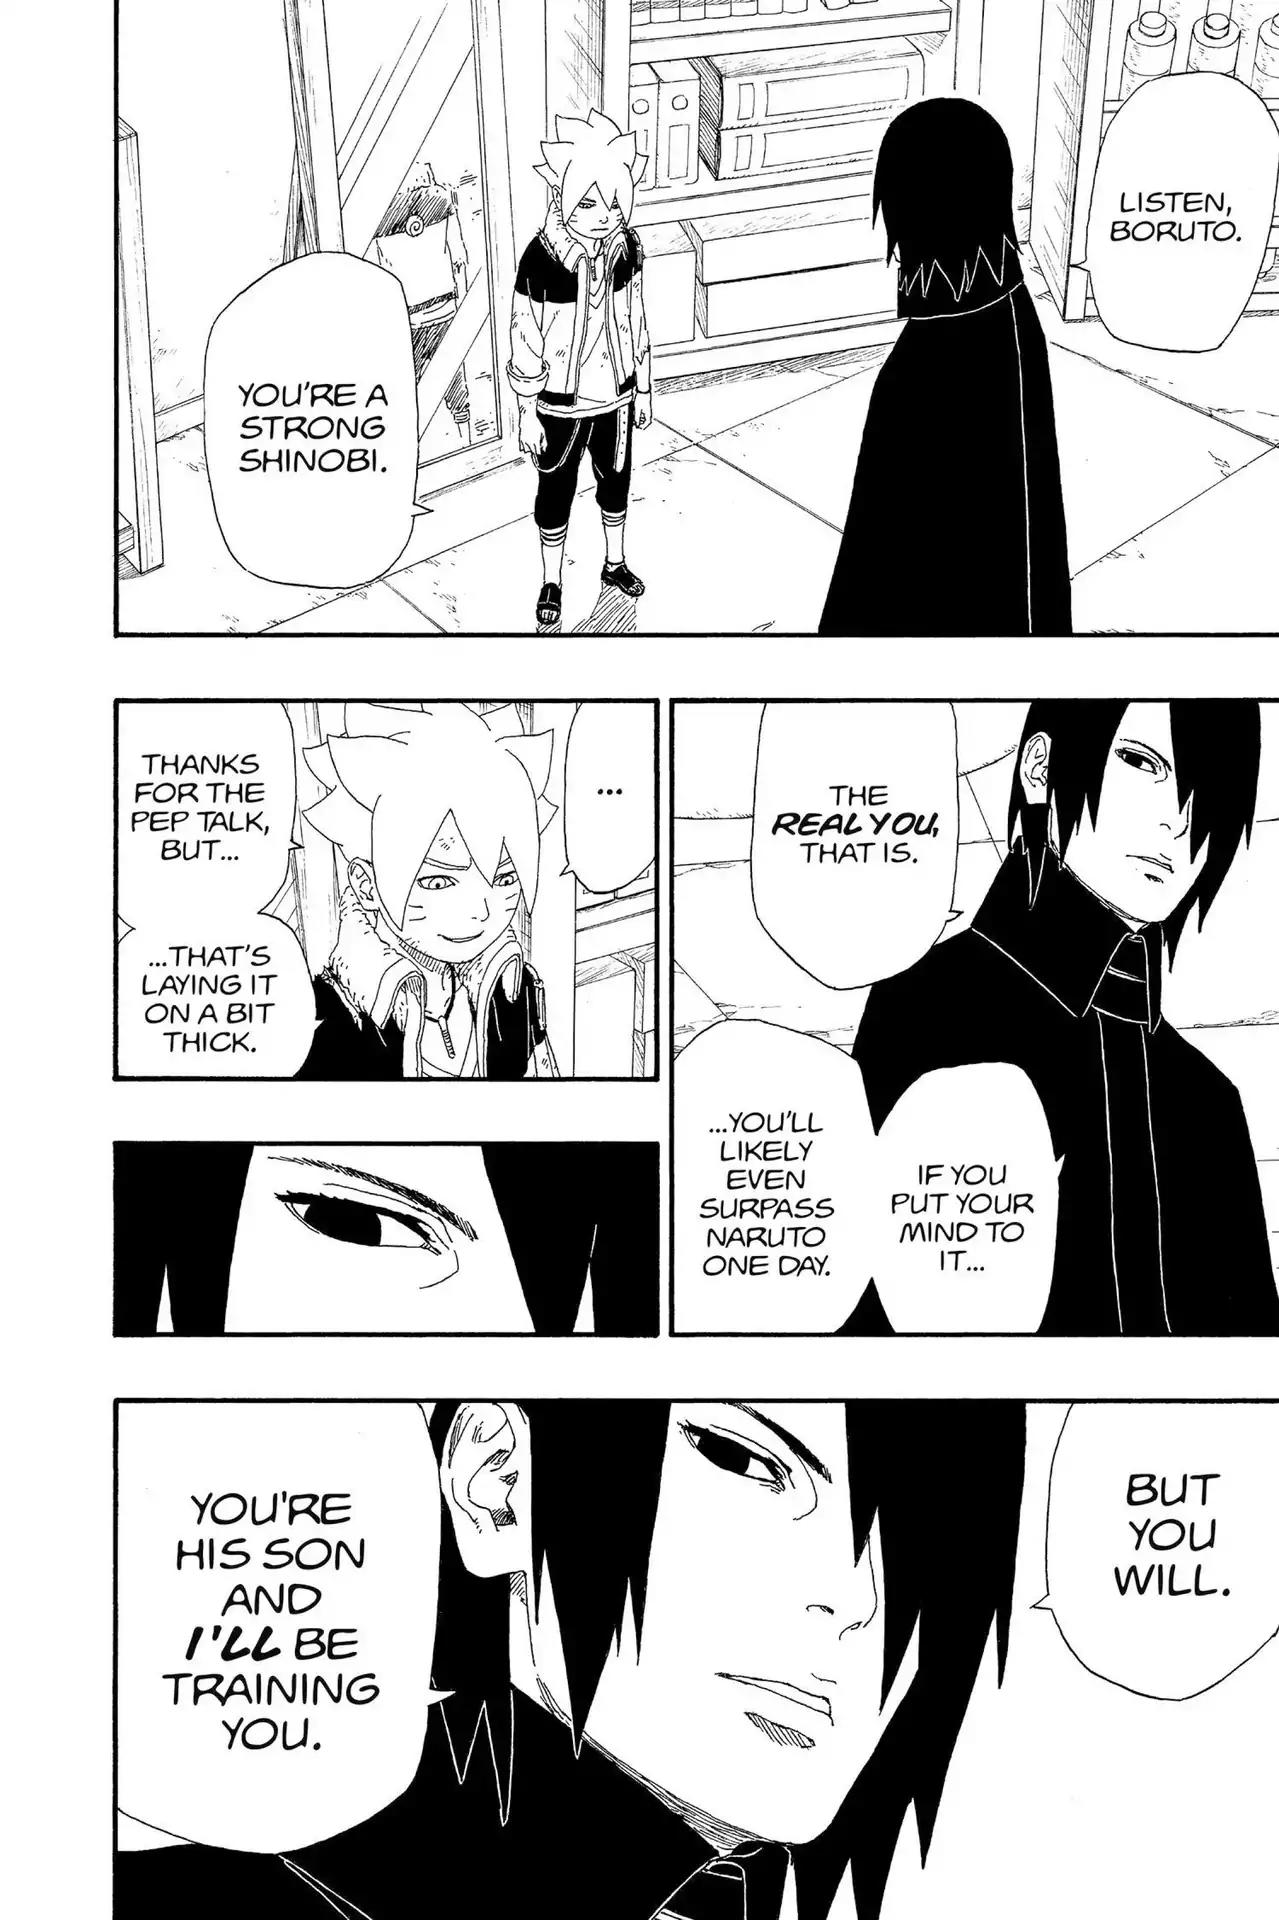 LISTEN,
BORUTO.
YOU'RE A
STRONG
SHINOBI.
THE
REAL YOU,
THAT IS.
IF YOU
PUT YOUR
MIND TO
IT...
...YOU'LL
LIKELY
EVEN
SURPASS
NARUTO
ONE DAY.
...
THANKS
FOR THE
PEP TALK,
BUT...
...THAT'S
LAYING IT
ON A BIT
THICK.
BUT
YOU
WILL.
YOU'RE
HIS SON
AND
I'LL BE
TRAINING
YOU.